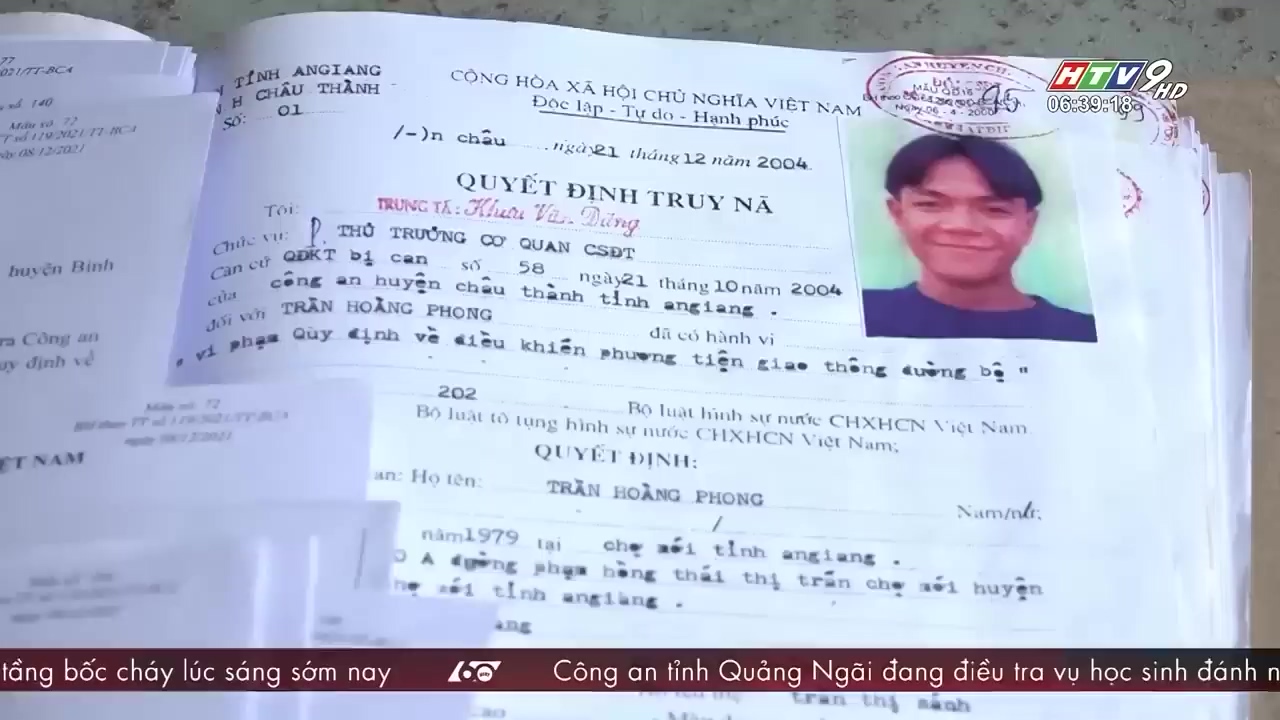 TỈNH ANGIANG
H CHÂU THÀNH
Số: 01
CỘNG HÒA XÃ HỘI CHỦ NGHĨA VIỆT NAM
Độc lập - Tự do - Hạnh phúc
/-)n châu ngày 21 tháng 12 năm 2004
QUYẾT ĐỊNH TRUY NÃ
Tôi: TRUNG TÁ: Khưu Văn Dũng
Chức vụ: P. THỦ TRƯỞNG CƠ QUAN CSĐT
Căn cứ QĐKT bị can số 58 ngày 21 tháng 10 năm 2004
của công an huyện châu thành tỉnh angiang .
đối với TRẦN HOÀNG PHONG đã có hành vi
" vi phạm Qùy định về điều khiển phương tiện giao thông đường bộ "
202 Bộ luật hình sự nước CHXHCN Việt Nam.
Bộ luật tố tụng hình sự nước CHXHCN Việt Nam;
QUYẾT ĐỊNH:
an: Họ tên: TRẦN HOÀNG PHONG Nam/nữ;
/
năm 1979 tại chợ mới tỉnh angiang .
A đường phạm hồng thái thị trấn chợ mới huyện
mới tỉnh angiang .
ang
trần thị sánh
77
2021/TT-BCA
Mẫu số: 140
Mẫu số: 72
TT số 119/2021/TT-BCA
ngày 08/12/2021
huyện Bình
ra Công an
uy định về
Mẫu số: 72
BH theo TT số 119/2021/TT-BCA
ngày 08/12/2021
ỆT NAM
HTV9 HD
06:39:18
tầng bốc cháy lúc sáng sớm nay
60 giây
Công an tỉnh Quảng Ngãi đang điều tra vụ học sinh đánh n